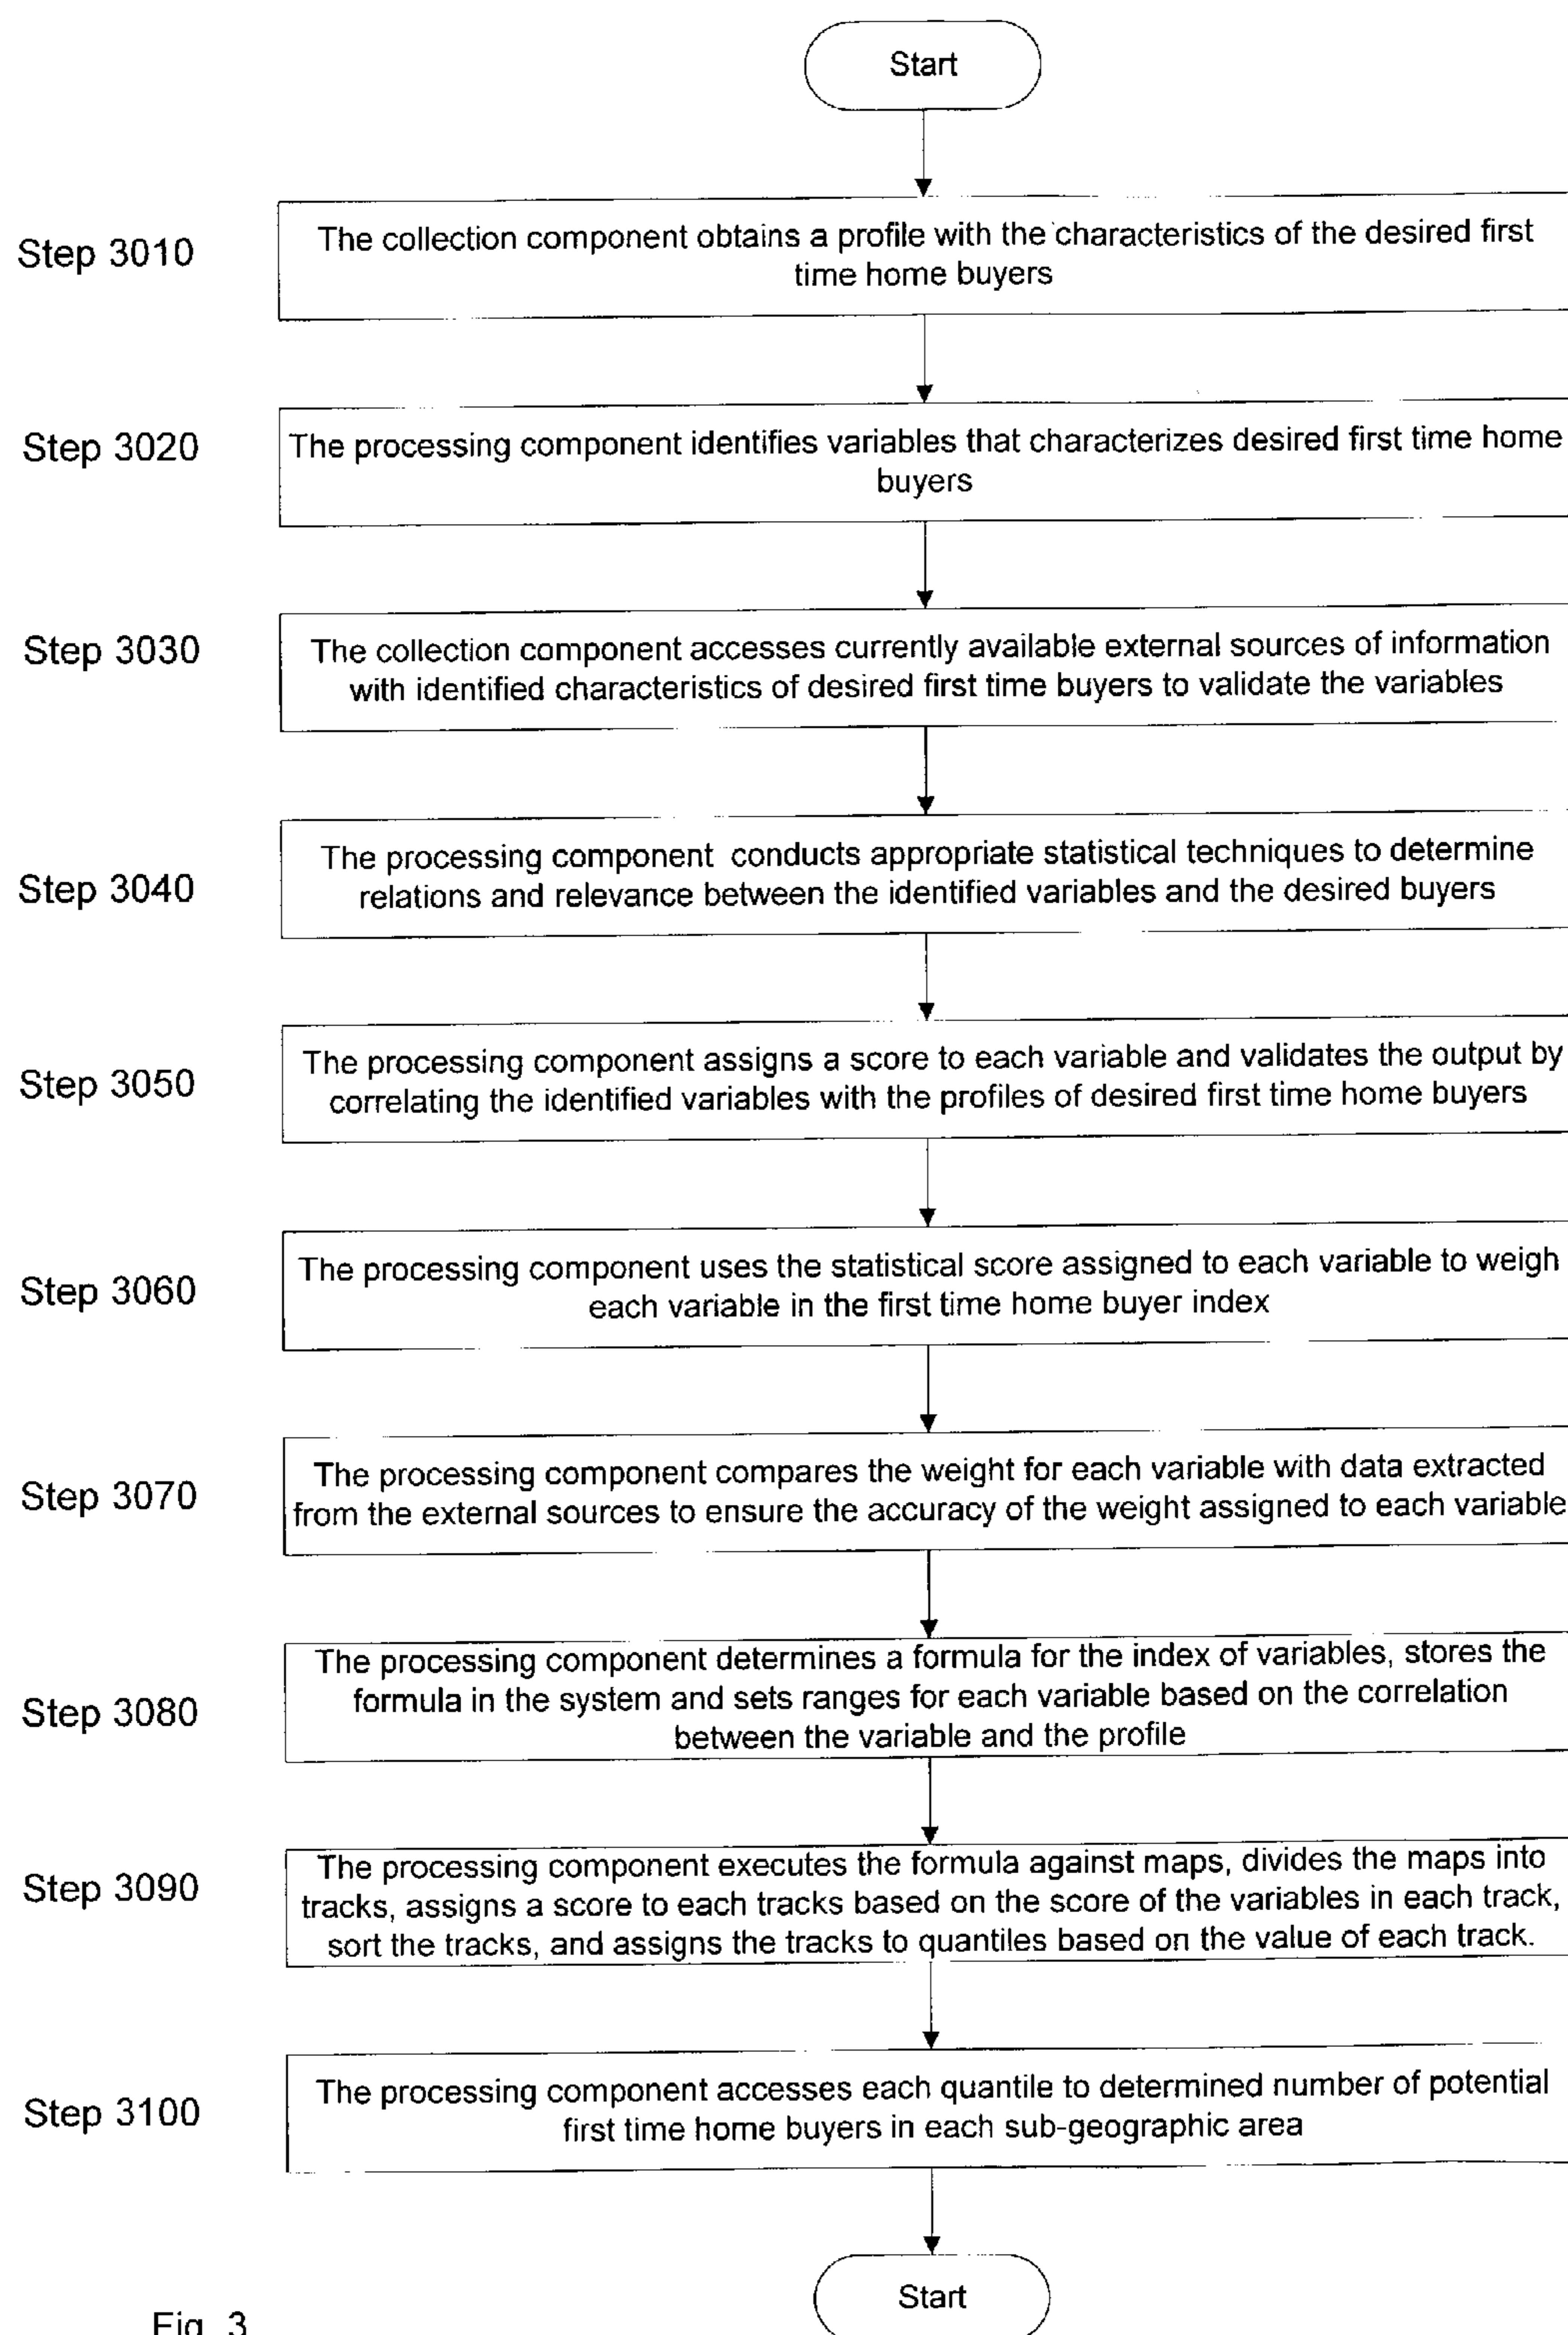 Start
Step 3010
The collection component obtains a profile with the characteristics of the desired first
time home buyers
Step 3020
The processing component identifies variables that characterizes desired first time home
buyers
Step 3030
The collection component accesses currently available external sources of information
with identified characteristics of desired first time buyers to validate the variables
Step 3040
The processing component conducts appropriate statistical techniques to determine
relations and relevance between the identified variables and the desired buyers
Step 3050
The processing component assigns a score to each variable and validates the output by
correlating the identified variables with the profiles of desired first time home buyers
Step 3060
The processing component uses the statistical score assigned to each variable to weigh
each variable in the first time home buyer index
Step 3070
The processing component compares the weight for each variable with data extracted
from the external sources to ensure the accuracy of the weight assigned to each variable
Step 3080
The processing component determines a formula for the index of variables, stores the
formula in the system and sets ranges for each variable based on the correlation
between the variable and the profile
Step 3090
The processing component executes the formula against maps, divides the maps into
tracks, assigns a score to each tracks based on the score of the variables in each track,
sort the tracks, and assigns the tracks to quantiles based on the value of each track.
Step 3100
The processing component accesses each quantile to determined number of potential
first time home buyers in each sub-geographic area
Start
Fig. 3